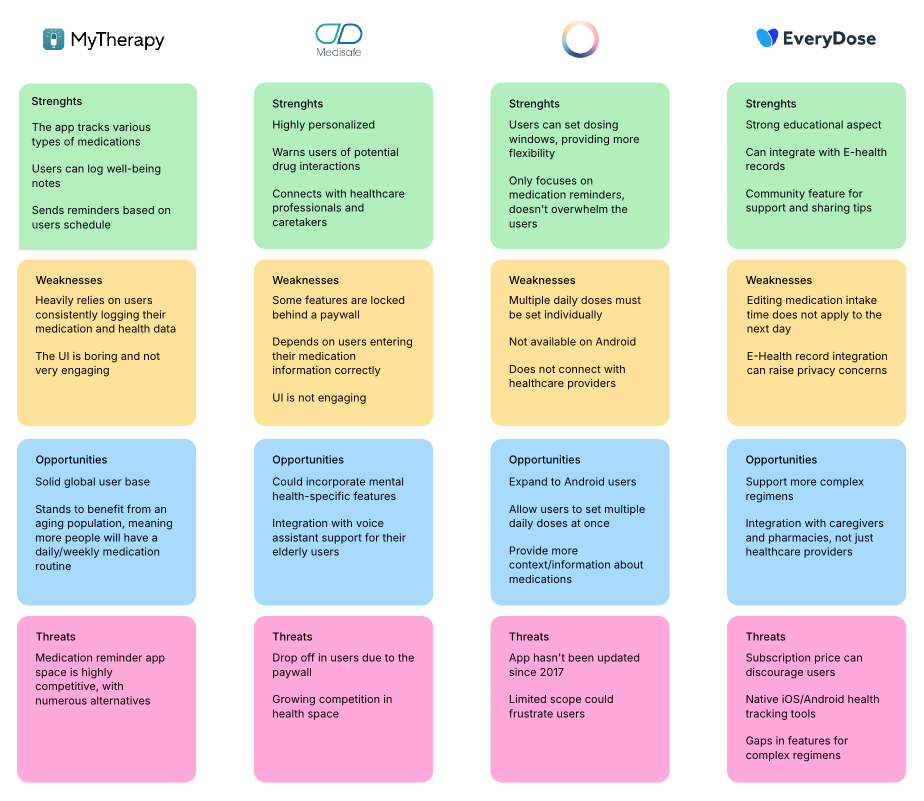 MyTherapy
Medisafe
EveryDose
Strenghts
The app tracks various
types of medications
Users can log well-being
notes
Sends reminders based on
users schedule
Strenghts
Highly personalized
Warns users of potential
drug interactions
Connects with healthcare
professionals and
caretakers
Strenghts
Users can set dosing
windows, providing more
flexibility
Only focuses on
medication reminders,
doesn't overwhelm the
users
Strenghts
Strong educational aspect
Can integrate with E-health
records
Community feature for
support and sharing tips
Weaknesses
Heavily relies on users
consistently logging their
medication and health data
The UI is boring and not
very engaging
Weaknesses
Some features are locked
behind a paywall
Depends on users entering
their medication
information correctly
UI is not engaging
Weaknesses
Multiple daily doses must
be set individually
Not available on Android
Does not connect with
healthcare providers
Weaknesses
Editing medication intake
time does not apply to the
next day
E-Health record integration
can raise privacy concerns
Opportunities
Solid global user base
Stands to benefit from an
aging population, meaning
more people will have a
daily/weekly medication
routine
Opportunities
Could incorporate mental
health-specific features
Integration with voice
assistant support for their
elderly users
Opportunities
Expand to Android users
Allow users to set multiple
daily doses at once
Provide more
context/information about
medications
Opportunities
Support more complex
regimens
Integration with caregivers
and pharmacies, not just
healthcare providers
Threats
Medication reminder app
space is highly
competitive, with
numerous alternatives
Threats
Drop off in users due to the
paywall
Growing competition in
health space
Threats
App hasn't been updated
since 2017
Limited scope could
frustrate users
Threats
Subscription price can
discourage users
Native iOS/Android health
tracking tools
Gaps in features for
complex regimens